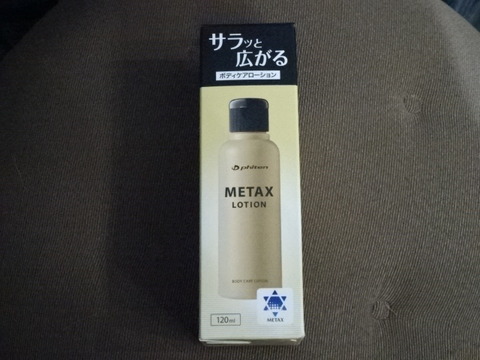 サラッと
広がる
ボディケアローション
phiten
METAX
LOTION
BODY CARE LOTION
120ml
METAX